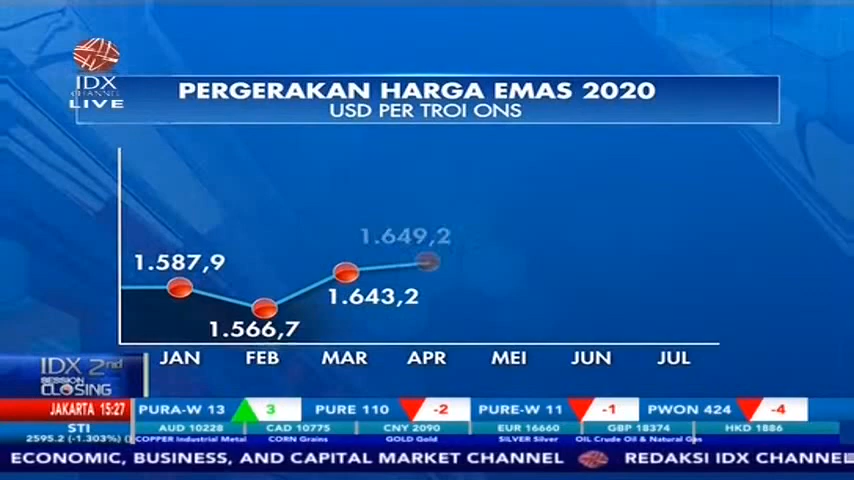 IDX
CHANNEL
LIVE
PERGERAKAN HARGA EMAS 2020
USD PER TROI ONS
1.649,2
1.587,9
1.643,2
1.566,7
JAN FEB MAR APR MEI JUN JUL
IDX 2nd
SESSION
CLOSING
JAKARTA 15:27 PURA-W 13 3 PURE 110 -2 PURE-W 11 -1 PWON 424 -4
STI AUD 10228 CAD 10775 CNY 2090 EUR 16660 GBP 18374 HKD 1886
2595.2 (-1.303%) COPPER Industrial Metal CORN Grains GOLD Gold SILVER Silver OIL Crude Oil & Natural Gas
ECONOMIC, BUSINESS, AND CAPITAL MARKET CHANNEL REDAKSI IDX CHANNEL